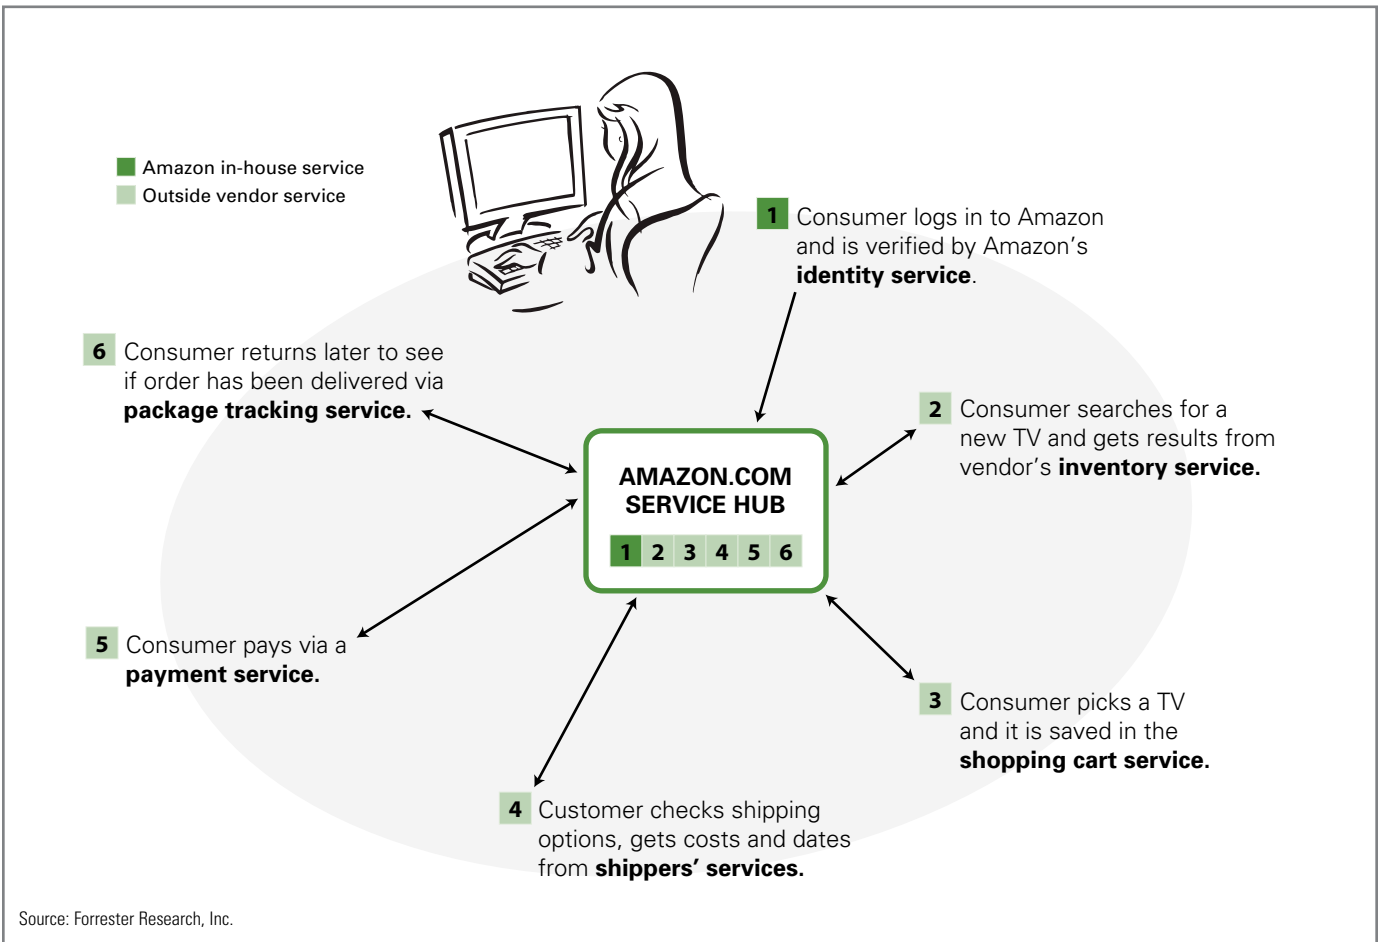 Amazon in-house service
Outside vendor service
1 Consumer logs in to Amazon
and is verified by Amazon’s
identity service.
2 Consumer searches for a
new TV and gets results from
vendor’s inventory service.
3 Consumer picks a TV
and it is saved in the
shopping cart service.
4 Customer checks shipping
options, gets costs and dates
from shippers’ services.
5 Consumer pays via a
payment service.
6 Consumer returns later to see
if order has been delivered via
package tracking service.
AMAZON.COM
SERVICE HUB
1 2 3 4 5 6
Source: Forrester Research, Inc.